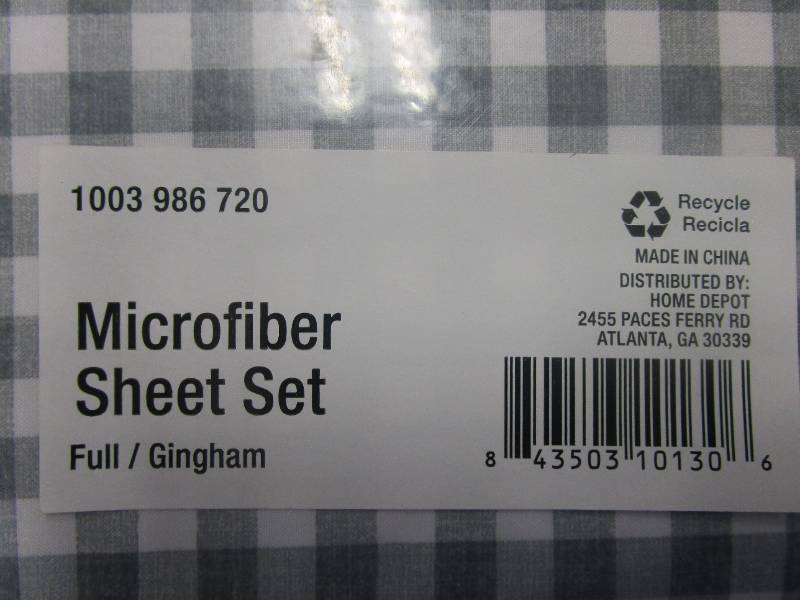 1003 986 720
Recycle
Recicla
MADE IN CHINA
DISTRIBUTED BY:
HOME DEPOT
2455 PACES FERRY RD
ATLANTA, GA 30339
Microfiber
Sheet Set
Full / Gingham
8 43503 10130 6